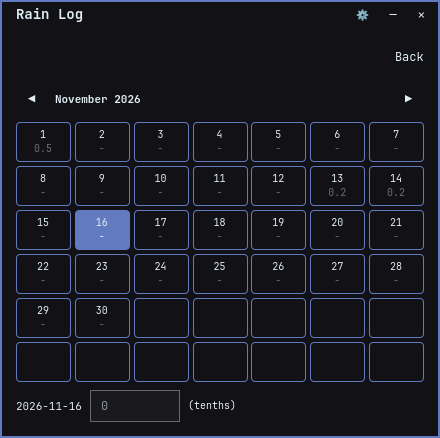 Rain Log ⚙ — ×
Back
◀ November 2026 ▶
1 2 3 4 5 6 7
0.5 - - - - - -
8 9 10 11 12 13 14
- - - - - 0.2 0.2
15 16 17 18 19 20 21
- - - - - - -
22 23 24 25 26 27 28
- - - - - - -
29 30
- -
2026-11-16 0 (tenths)